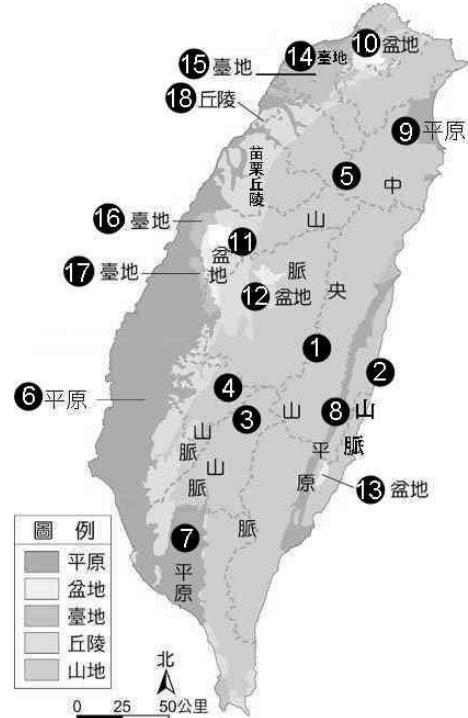 10 盆地
14 臺地
15 臺地
18 丘陵
9 平原
苗栗丘陵
5
中
山
16 臺地
11
盆地
17 臺地
脈
12 盆地
央
1
2
6 平原
4
3
山
8
山脈
平原
山脈
山脈
13 盆地
7
平原
脈
圖 例
平原
盆地
臺地
丘陵
山地
北
0 25 50公里